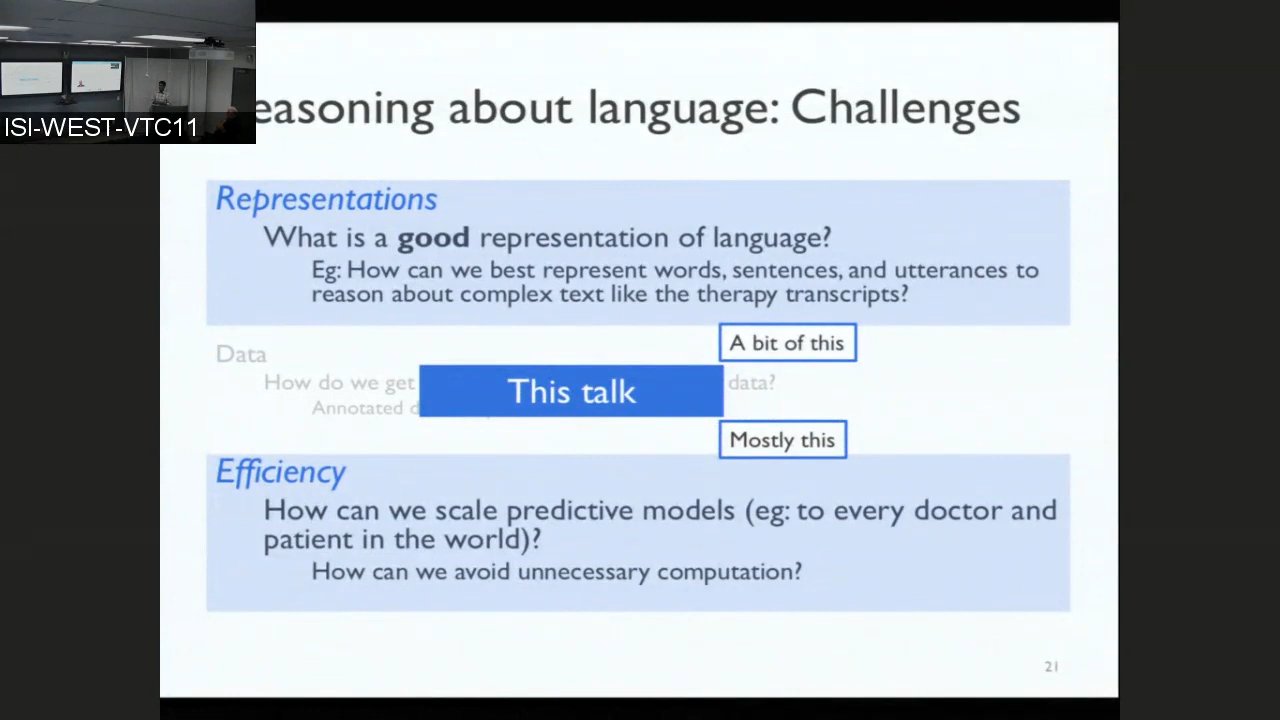 ISI-WEST-VTC11
easoning about language: Challenges
Representations
What is a good representation of language?
Eg: How can we best represent words, sentences, and utterances to
reason about complex text like the therapy transcripts?
A bit of this
Data
How do we get data?
This talk
Annotated
Mostly this
Efficiency
How can we scale predictive models (eg: to every doctor and
patient in the world)?
How can we avoid unnecessary computation?
21